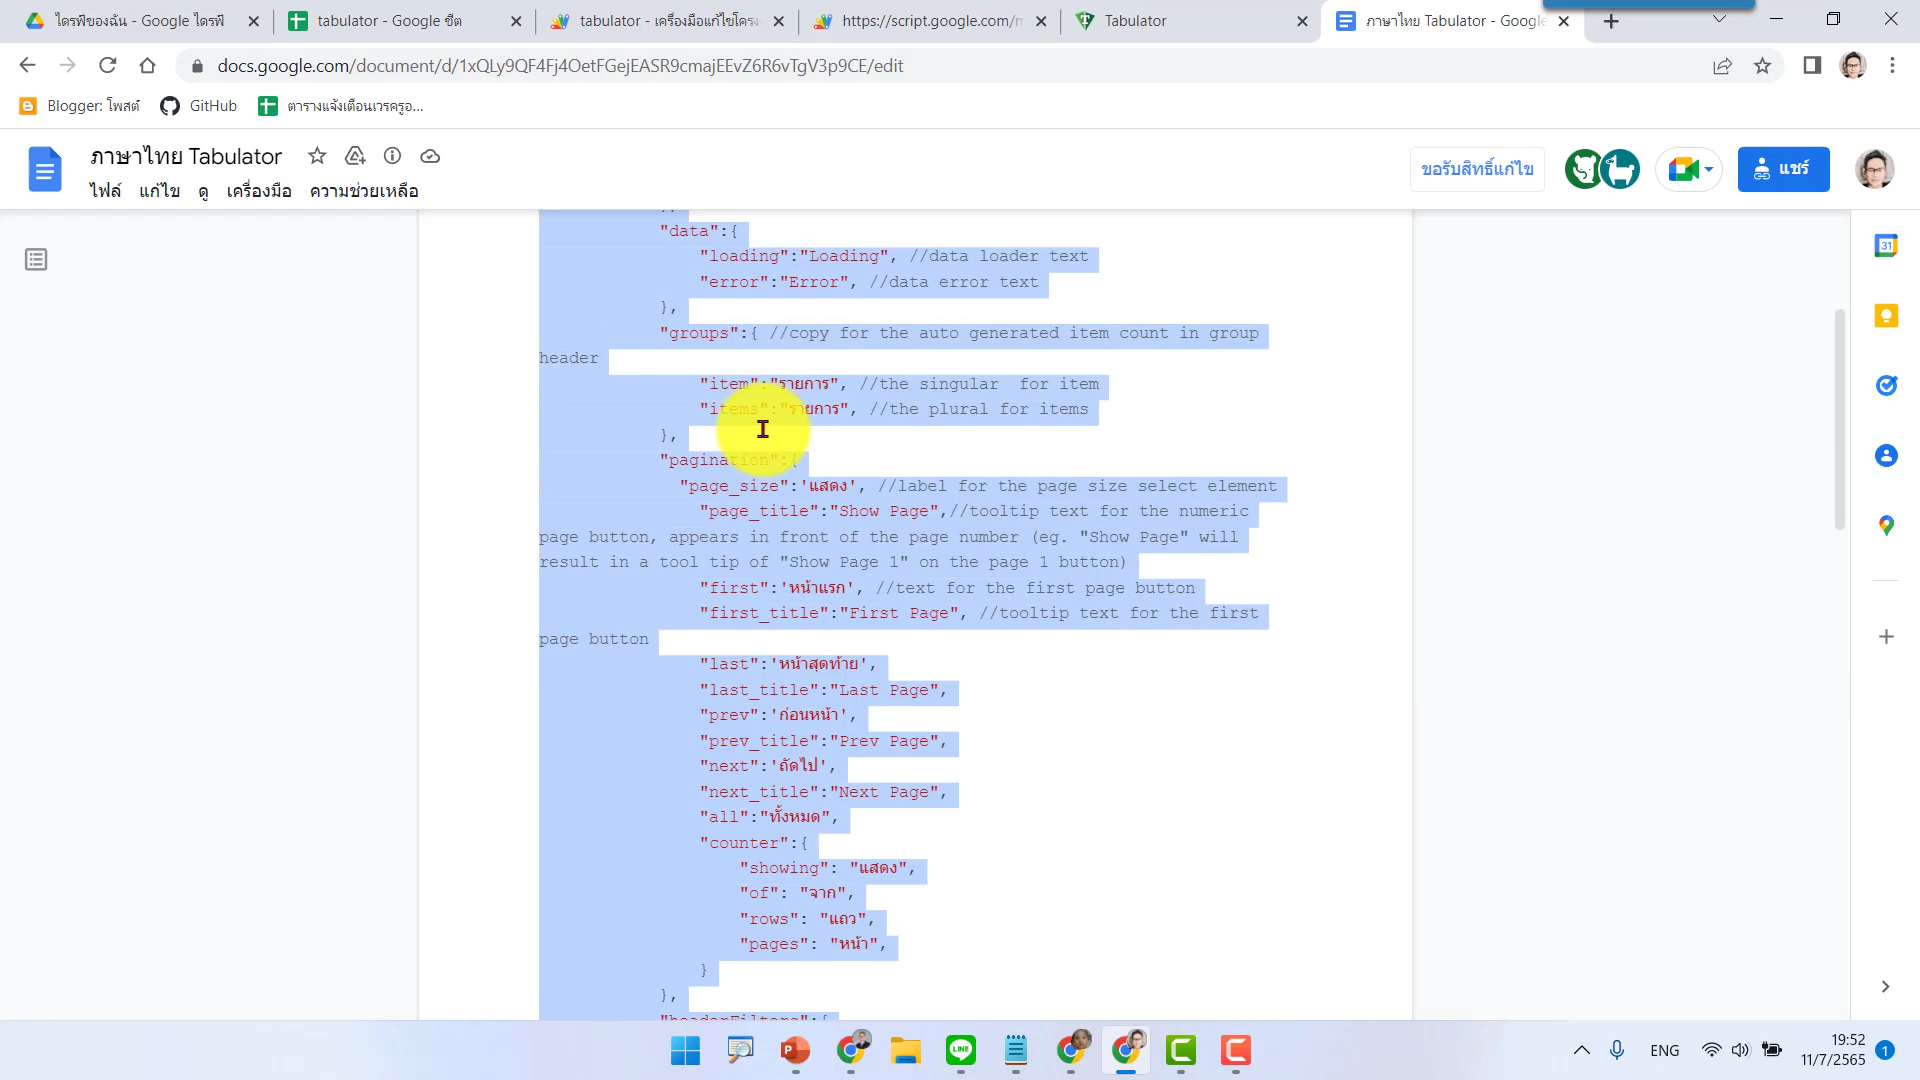 ไดรฟ์ของฉัน - Google ไดรฟ์
tabulator - Google ชีต
tabulator - เครื่องมือแก้ไขโครง
https://script.google.com/m
Tabulator
ภาษาไทย Tabulator - Google
docs.google.com/document/d/1xQLy9QF4Fj4OetFGejEASR9cmajEEvZ6R6vTgV3p9CE/edit
Blogger: โพสต์
GitHub
ตารางแจ้งเตือนเวรครูอ...
ภาษาไทย Tabulator
ไฟล์ แก้ไข ดู เครื่องมือ ความช่วยเหลือ
ขอรับสิทธิ์แก้ไข
แชร์
"data":{
"loading":"Loading", //data loader text
"error":"Error", //data error text
},
"groups":{ //copy for the auto generated item count in group
header
"item":"รายการ", //the singular  for item
"items":"รายการ", //the plural for items
},
"pagination":{
"page_size":'แสดง', //label for the page size select element
"page_title":"Show Page",//tooltip text for the numeric
page button, appears in front of the page number (eg. "Show Page" will
result in a tool tip of "Show Page 1" on the page 1 button)
"first":'หน้าแรก', //text for the first page button
"first_title":"First Page", //tooltip text for the first
page button
"last":'หน้าสุดท้าย',
"last_title":"Last Page",
"prev":'ก่อนหน้า',
"prev_title":"Prev Page",
"next":'ถัดไป',
"next_title":"Next Page",
"all":"ทั้งหมด",
"counter":{
"showing": "แสดง",
"of": "จาก",
"rows": "แถว",
"pages": "หน้า",
}
},
31
ENG
19:52
11/7/2565
1